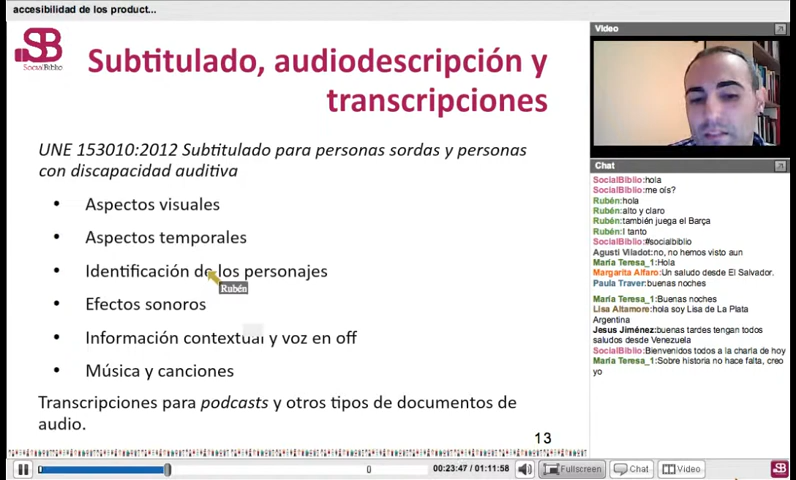 accesibilidad de los product...
SB
SocialBiblio
Subtitulado, audiodescripción y
transcripciones
UNE 153010:2012 Subtitulado para personas sordas y personas
con discapacidad auditiva
• Aspectos visuales
• Aspectos temporales
• Identificación de los personajes
Rubén
• Efectos sonoros
• Información contextual y voz en off
• Música y canciones
Transcripciones para podcasts y otros tipos de documentos de
audio.
13
Video
Chat
SocialBiblio:hola
SocialBiblio:me oís?
Rubén:hola
Rubén:alto y claro
Rubén:también juega el Barça
Rubén:l tanto
SocialBiblio:#socialbiblio
Agustí Viladot:no, no hemos visto aun
María Teresa_1:Hola
Margarita Alfaro:Un saludo desde El Salvador.
Paula Traver:buenas noches
María Teresa_1:Buenas noches
Lisa Altamore:hola soy Lisa de La Plata
Argentina
Jesus Jiménez:buenas tardes tengan todos
saludos desde Venezuela
SocialBiblio:Bienvenidos todos a la charla de hoy
María Teresa_1:Sobre historia no hace falta, creo
yo
00:23:47 / 01:11:58
Fullscreen
Chat
Video
SB